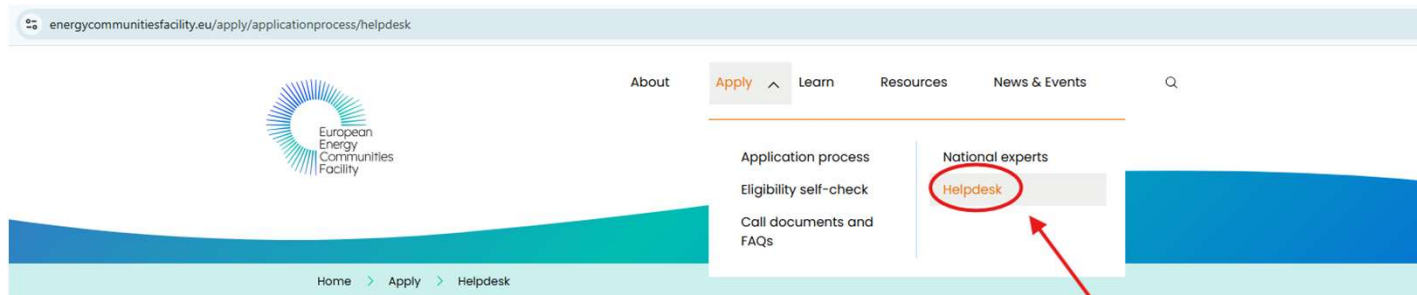 energycommunitiesfacility.eu/apply/applicationprocess/helpdesk
About Apply Learn Resources News & Events
European
Energy
Communities
Facility
Application process
Eligibility self-check
Call documents and
FAQs
National experts
Helpdesk
Home > Apply > Helpdesk